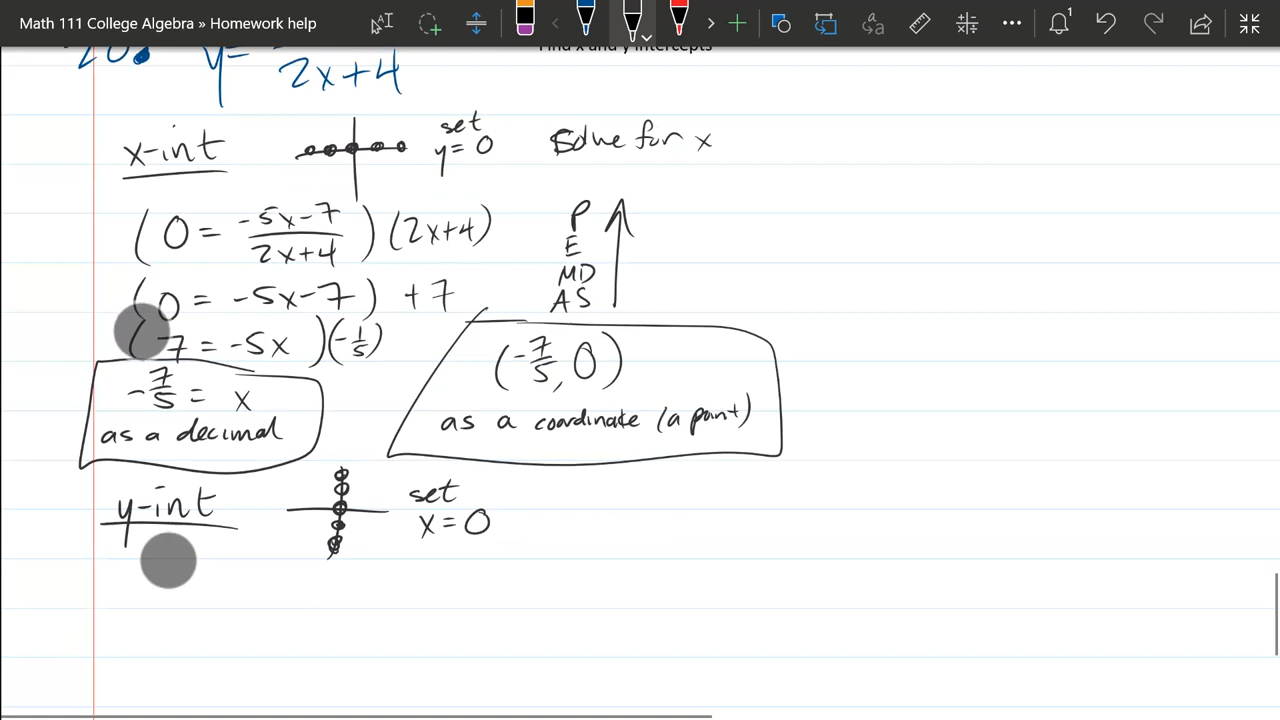 Math 111 College Algebra » Homework help
Find x and y intercepts
20. y=
2x+4
x-int set y=0 Solve for x
(0 = -5x-7/2x+4)(2x+4)
P
E
MD
AS
(0 = -5x-7) +7
(7 = -5x)(-1/5)
-7/5 = x
as a decimal
(-7/5, 0)
as a coordinate (a point)
y-int set x=0